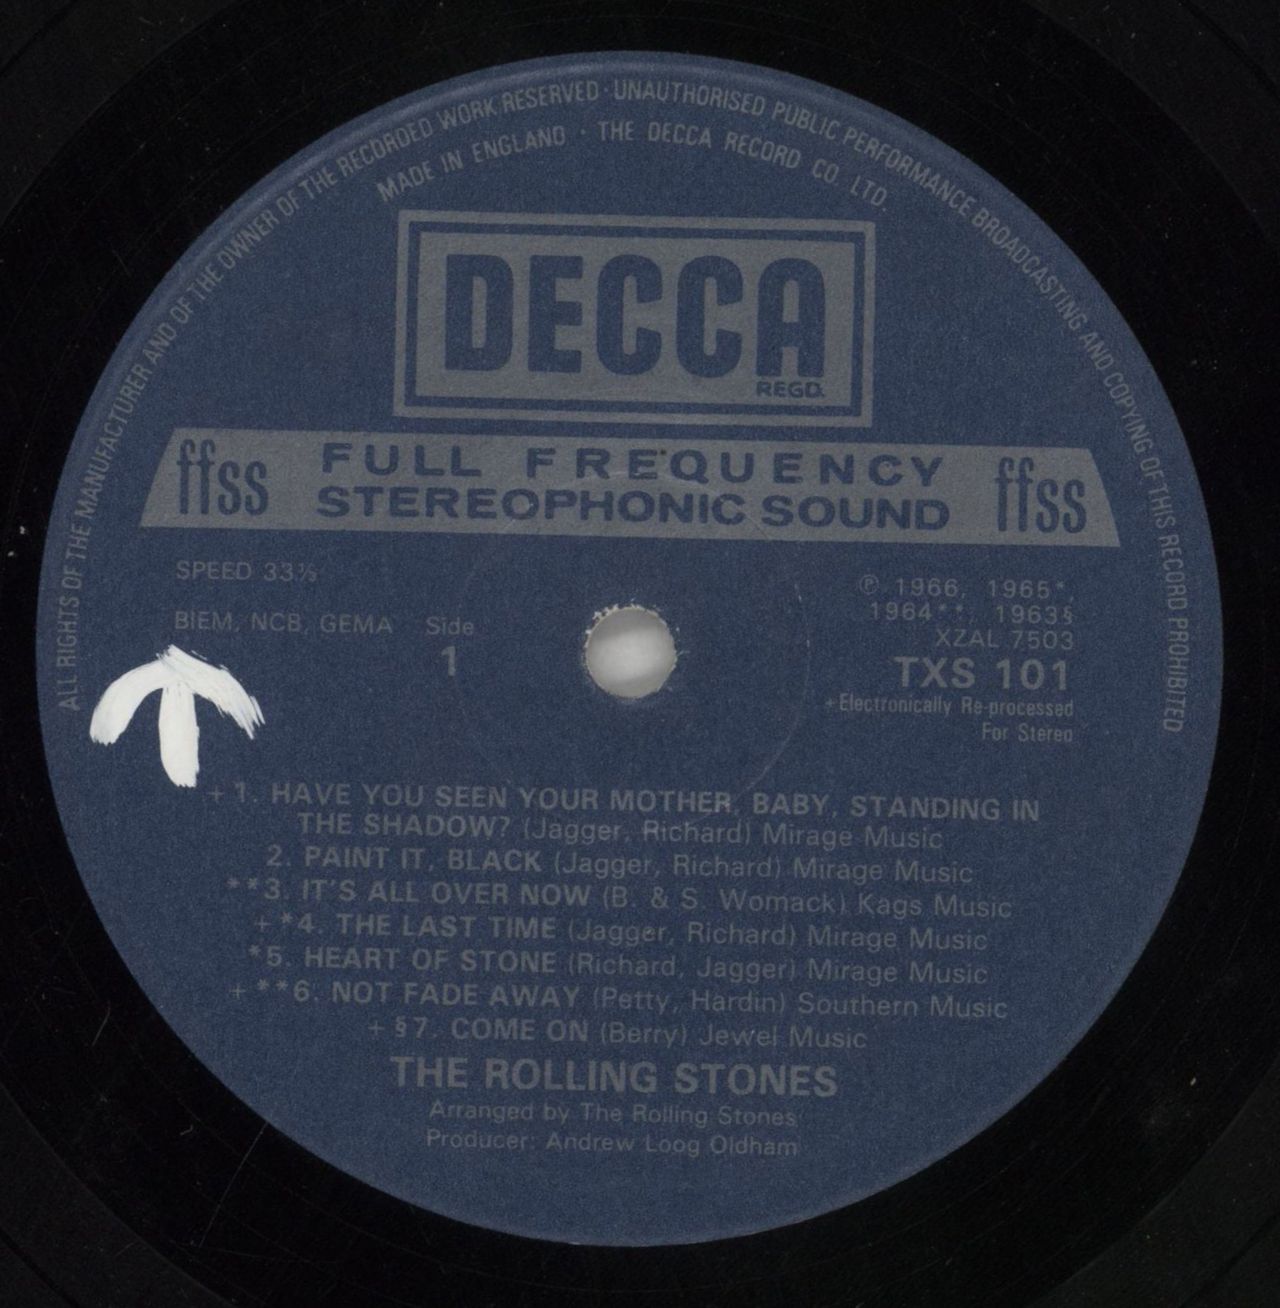 ALL RIGHTS OF THE MANUFACTURER AND OF THE OWNER OF THE RECORDED WORK RESERVED · UNAUTHORISED PUBLIC PERFORMANCE BROADCASTING AND COPYING OF THIS RECORD PROHIBITED
MADE IN ENGLAND · THE DECCA RECORD CO. LTD.
DECCA
REGD.
ffss FULL FREQUENCY ffss
STEREOPHONIC SOUND
SPEED 33⅓
BIEM, NCB, GEMA Side
1
℗ 1966, 1965*,
1964**, 1963§
XZAL 7503
TXS 101
+Electronically Re-processed
For Stereo
+1. HAVE YOU SEEN YOUR MOTHER, BABY, STANDING IN
THE SHADOW? (Jagger, Richard) Mirage Music
2. PAINT IT, BLACK (Jagger, Richard) Mirage Music
**3. IT'S ALL OVER NOW (B. & S. Womack) Kags Music
+*4. THE LAST TIME (Jagger, Richard) Mirage Music
*5. HEART OF STONE (Richard, Jagger) Mirage Music
+**6. NOT FADE AWAY (Petty, Hardin) Southern Music
+§7. COME ON (Berry) Jewel Music
THE ROLLING STONES
Arranged by The Rolling Stones
Producer: Andrew Loog Oldham